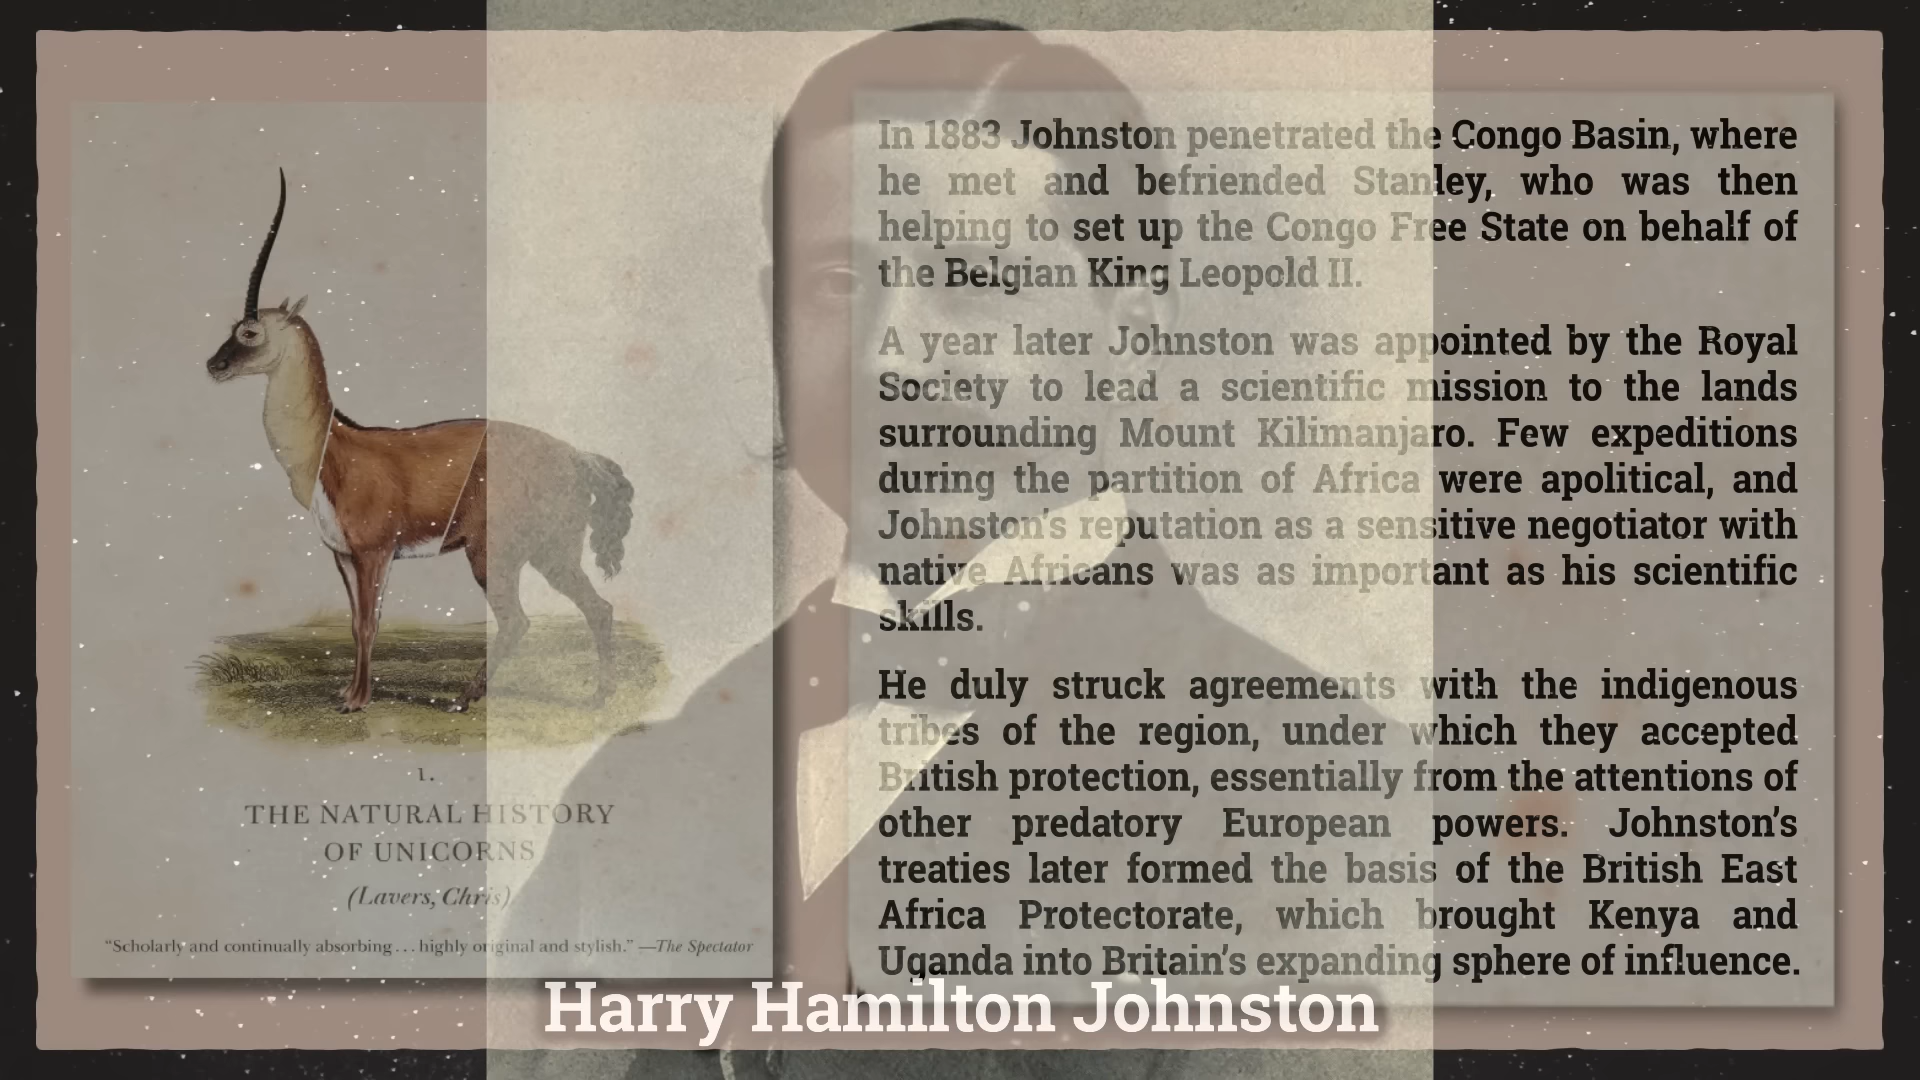 1.
THE NATURAL HISTORY
OF UNICORNS
(Lavers, Chris)
“Scholarly and continually absorbing . . . highly original and stylish.” —The Spectator
In 1883 Johnston penetrated the Congo Basin, where
he met and befriended Stanley, who was then
helping to set up the Congo Free State on behalf of
the Belgian King Leopold II.
A year later Johnston was appointed by the Royal
Society to lead a scientific mission to the lands
surrounding Mount Kilimanjaro. Few expeditions
during the partition of Africa were apolitical, and
Johnston’s reputation as a sensitive negotiator with
native Africans was as important as his scientific
skills.
He duly struck agreements with the indigenous
tribes of the region, under which they accepted
British protection, essentially from the attentions of
other predatory European powers. Johnston’s
treaties later formed the basis of the British East
Africa Protectorate, which brought Kenya and
Uganda into Britain’s expanding sphere of influence.
Harry Hamilton Johnston